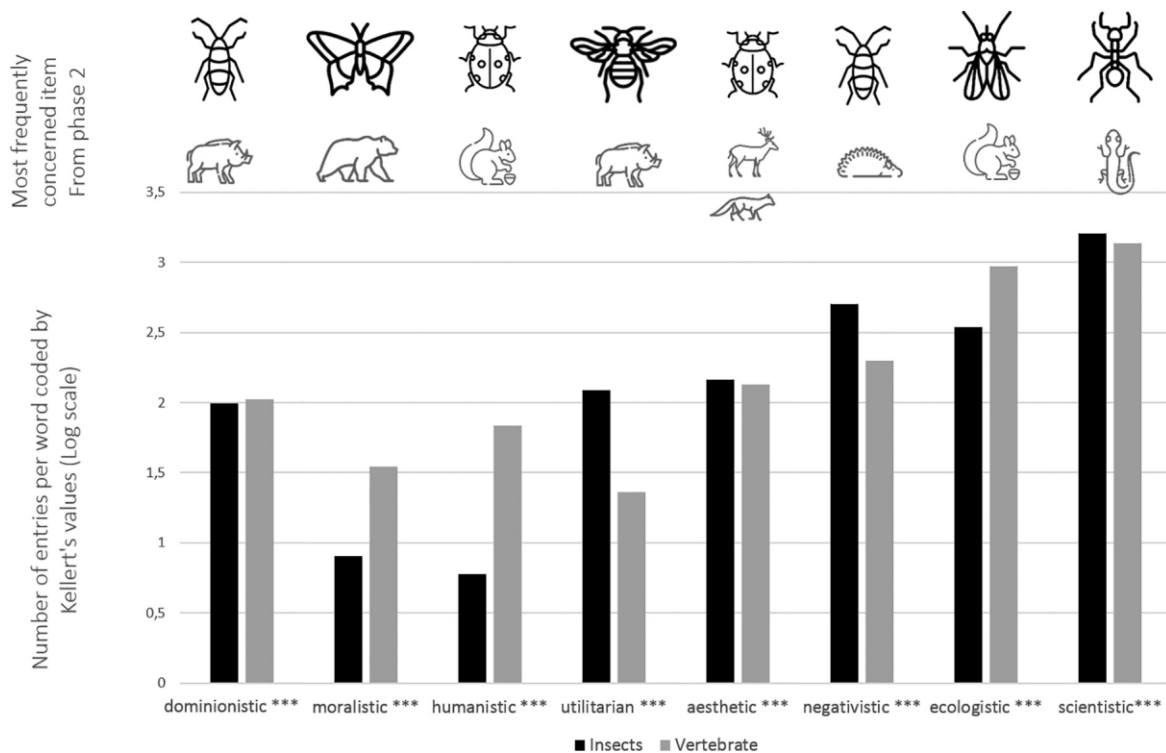 Most frequently
concerned item
From phase 2
Number of entries per word coded by
Kellert's values (Log scale)
3,5
3
2,5
2
1,5
1
0,5
0
dominionistic *** moralistic *** humanistic *** utilitarian *** aesthetic *** negativistic *** ecologistic *** scientistic***
Insects Vertebrate